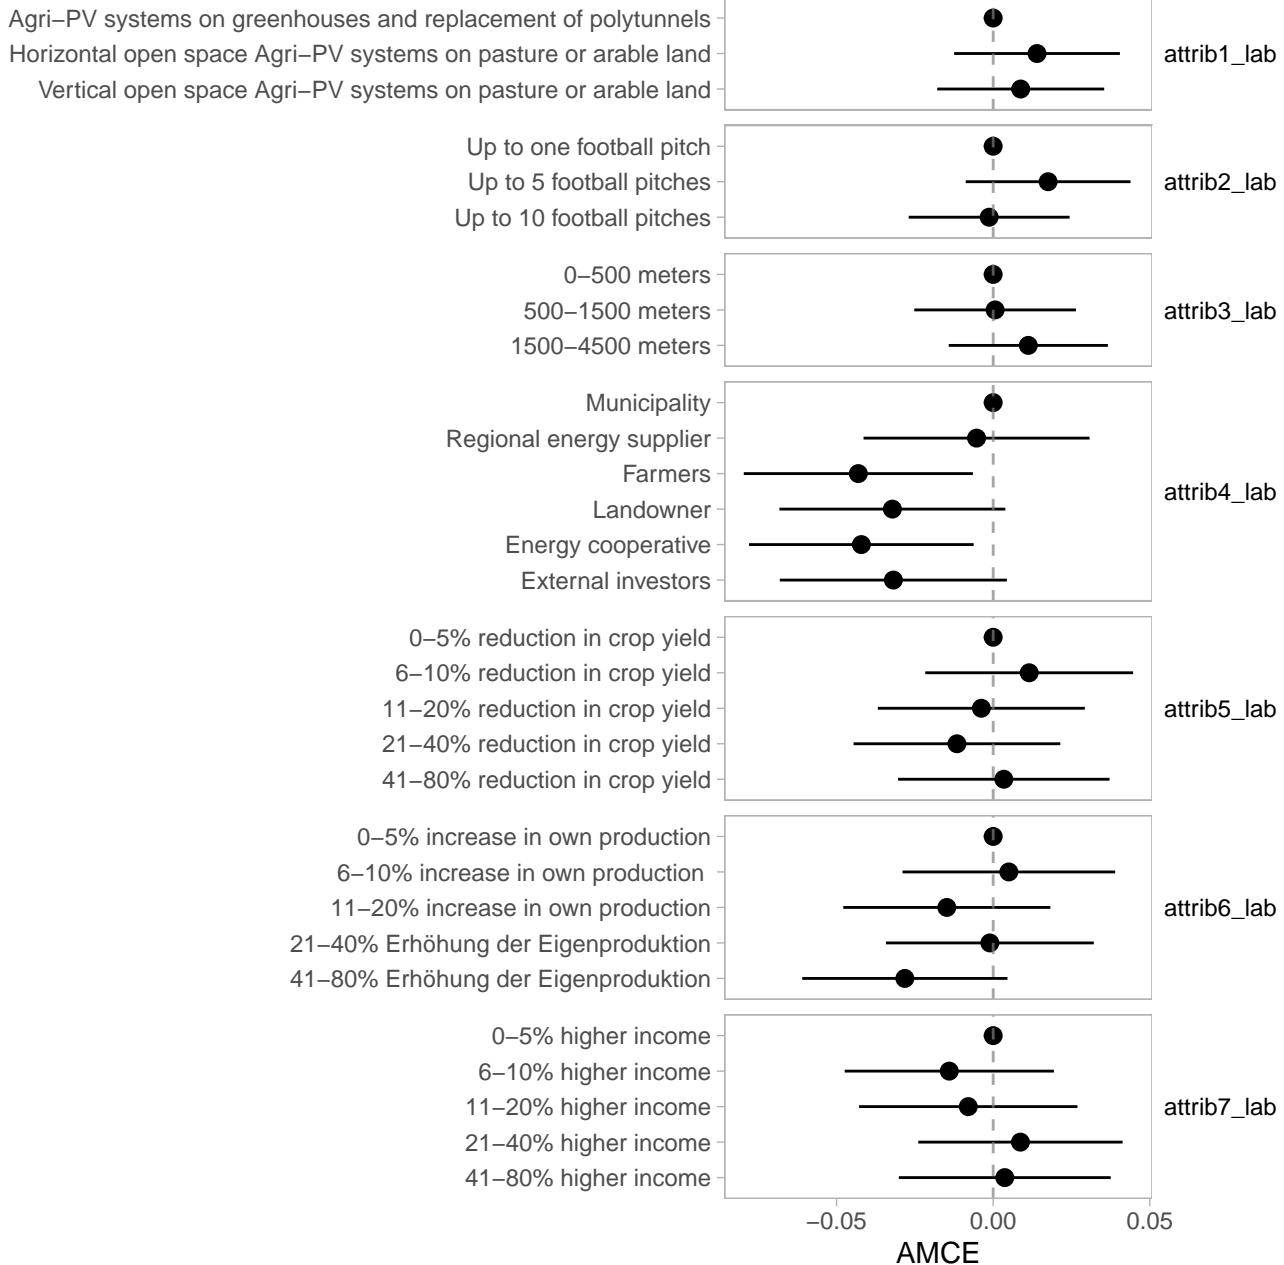 Agri−PV systems on greenhouses and replacement of polytunnels
Horizontal open space Agri−PV systems on pasture or arable land
Vertical open space Agri−PV systems on pasture or arable land
attrib1_lab
Up to one football pitch
Up to 5 football pitches
Up to 10 football pitches
attrib2_lab
0−500 meters
500−1500 meters
1500−4500 meters
attrib3_lab
Municipality
Regional energy supplier
Farmers
Landowner
Energy cooperative
External investors
attrib4_lab
0−5% reduction in crop yield
6−10% reduction in crop yield
11−20% reduction in crop yield
21−40% reduction in crop yield
41−80% reduction in crop yield
attrib5_lab
0−5% increase in own production
6−10% increase in own production
11−20% increase in own production
21−40% Erhöhung der Eigenproduktion
41−80% Erhöhung der Eigenproduktion
attrib6_lab
0−5% higher income
6−10% higher income
11−20% higher income
21−40% higher income
41−80% higher income
attrib7_lab
−0.05 0.00 0.05
AMCE